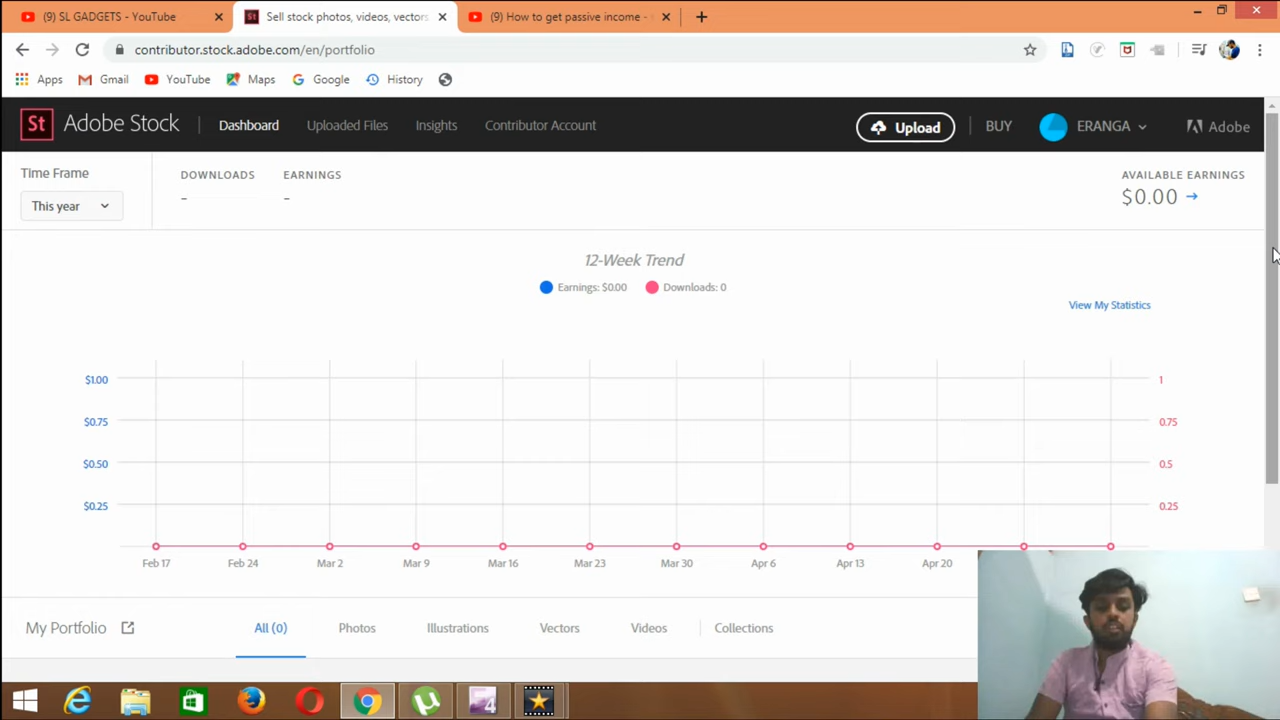 (9) SL GADGETS - YouTube
Sell stock photos, videos, vectors
(9) How to get passive income -
contributor.stock.adobe.com/en/portfolio
Apps Gmail YouTube Maps Google History
St Adobe Stock Dashboard Uploaded Files Insights Contributor Account Upload BUY ERANGA Adobe
Time Frame
This year
DOWNLOADS
-
EARNINGS
-
AVAILABLE EARNINGS
$0.00
12-Week Trend
Earnings: $0.00 Downloads: 0
View My Statistics
$1.00 1
$0.75 0.75
$0.50 0.5
$0.25 0.25
Feb 17 Feb 24 Mar 2 Mar 9 Mar 16 Mar 23 Mar 30 Apr 6 Apr 13 Apr 20
My Portfolio All (0) Photos Illustrations Vectors Videos Collections
4